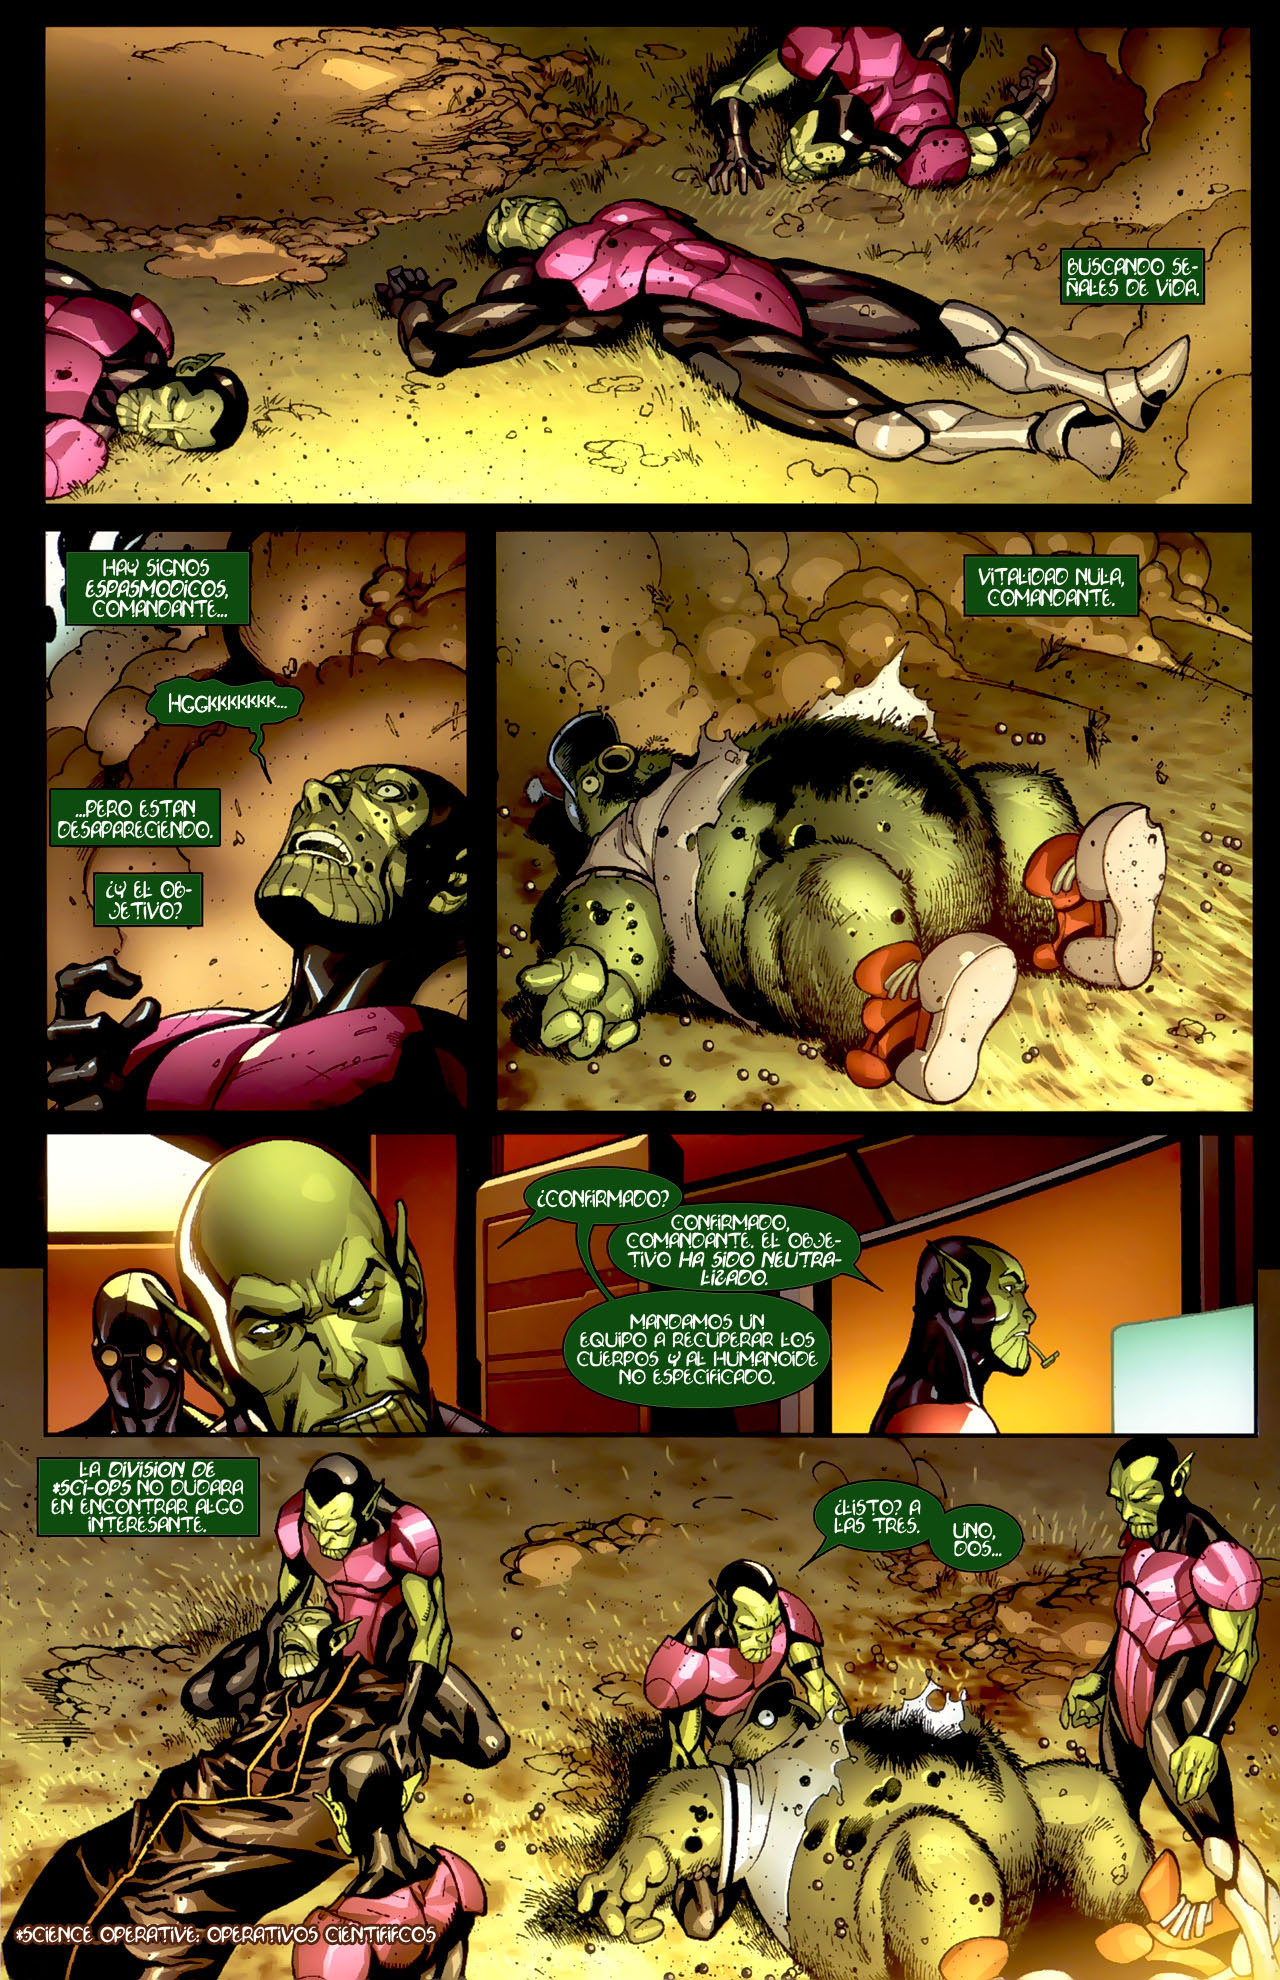 BUSCANDO SE-
ÑALES DE VIDA.
HAY SIGNOS
ESPASMODICOS,
COMANDANTE...
HGGKKKKKKK...
...PERO ESTAN
DESAPARECIENDO.
¿Y EL OB-
JETIVO?
VITALIDAD NULA,
COMANDANTE.
¿CONFIRMADO?
CONFIRMADO,
COMANDANTE. EL OBJE-
TIVO HA SIDO NEUTRA-
LIZADO.
MANDAMOS UN
EQUIPO A RECUPERAR LOS
CUERPOS Y AL HUMANOIDE
NO ESPECIFICADO.
LA DIVISION DE
*SCI-OPS NO DUDARA
EN ENCONTRAR ALGO
INTERESANTE.
¿LISTO? A
LAS TRES.
UNO,
DOS...
*SCIENCE OPERATIVE: OPERATIVOS CIENTIFIFCOS